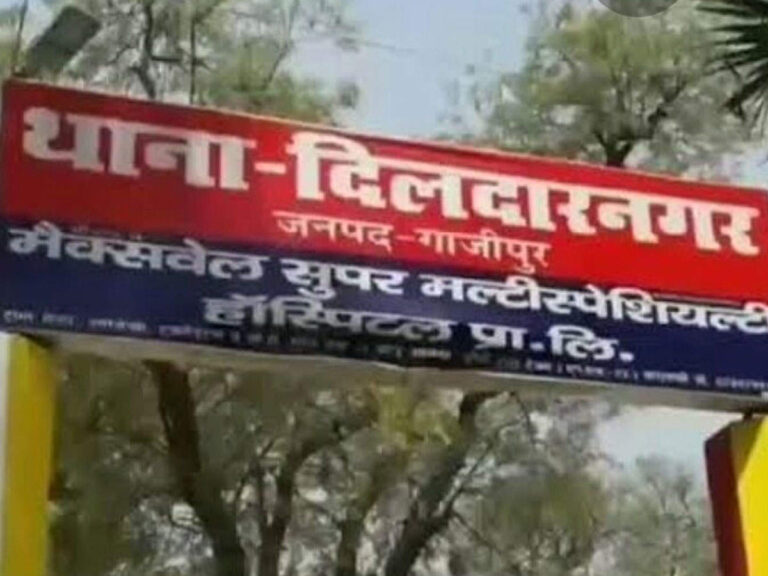 थाना-दिलदारनगर
जनपद-गाजीपुर
मैक्सवेल सुपर मल्टीस्पेशियल्टी
हॉस्पिटल प्रा.लि.